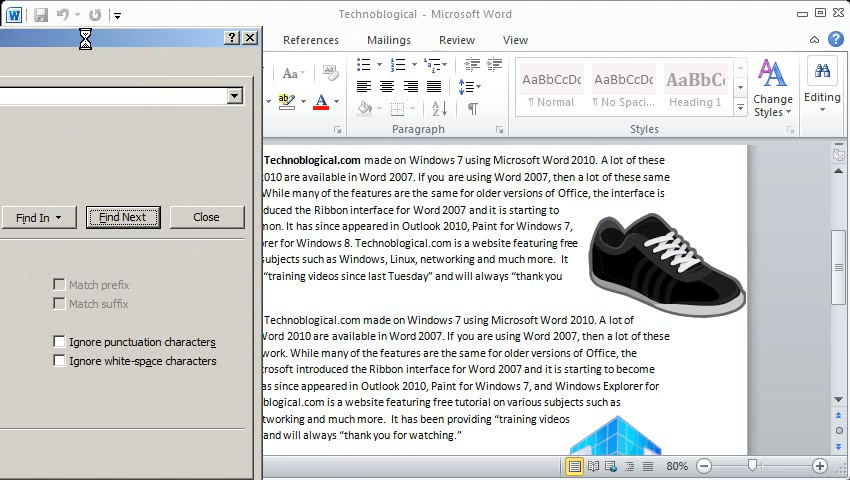 Technoblogical - Microsoft Word
References Mailings Review View
Find In
Find Next
Close
Match prefix
Match suffix
Ignore punctuation characters
Ignore white-space characters
Aa
A
AaBbCcDc AaBbCcDc AaBbCc
¶ Normal ¶ No Spaci... Heading 1
Change
Styles
Editing
Paragraph
Styles
Technoblogical.com made on Windows 7 using Microsoft Word 2010. A lot of these
2010 are available in Word 2007. If you are using Word 2007, then a lot of these same
While many of the features are the same for older versions of Office, the interface is
duced the Ribbon interface for Word 2007 and it is starting to
mon. It has since appeared in Outlook 2010, Paint for Windows 7,
rer for Windows 8. Technoblogical.com is a website featuring free
subjects such as Windows, Linux, networking and much more. It
"training videos since last Tuesday" and will always "thank you
Technoblogical.com made on Windows 7 using Microsoft Word 2010. A lot of
Word 2010 are available in Word 2007. If you are using Word 2007, then a lot of these
work. While many of the features are the same for older versions of Office, the
crosoft introduced the Ribbon interface for Word 2007 and it is starting to become
as since appeared in Outlook 2010, Paint for Windows 7, and Windows Explorer for
blogical.com is a website featuring free tutorial on various subjects such as
tworking and much more. It has been providing "training videos
and will always "thank you for watching."
80%